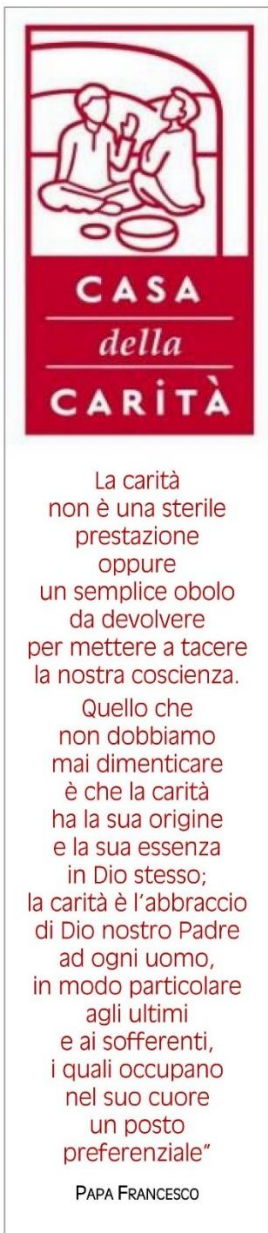 CASA
della
CARiTÀ
La carità
non è una sterile
prestazione
oppure
un semplice obolo
da devolvere
per mettere a tacere
la nostra coscienza.
Quello che
non dobbiamo
mai dimenticare
è che la carità
ha la sua origine
e la sua essenza
in Dio stesso;
la carità è l'abbraccio
di Dio nostro Padre
ad ogni uomo,
in modo particolare
agli ultimi
e ai sofferenti,
i quali occupano
nel suo cuore
un posto
preferenziale”
PAPA FRANCESCO